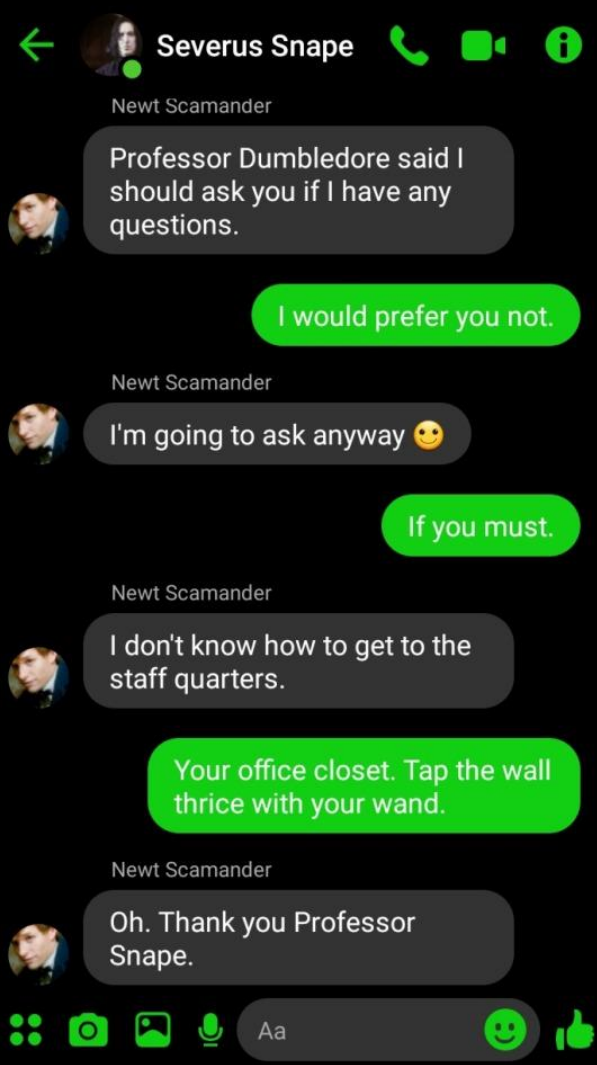 Severus Snape
Newt Scamander
Professor Dumbledore said I
should ask you if I have any
questions.
I would prefer you not.
Newt Scamander
I'm going to ask anyway 🙂
If you must.
Newt Scamander
I don't know how to get to the
staff quarters.
Your office closet. Tap the wall
thrice with your wand.
Newt Scamander
Oh. Thank you Professor
Snape.
Aa